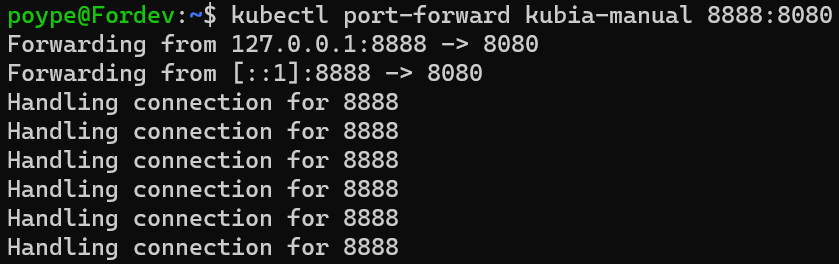 poype@Fordev:~$ kubectl port-forward kubia-manual 8888:8080
Forwarding from 127.0.0.1:8888 -> 8080
Forwarding from [::1]:8888 -> 8080
Handling connection for 8888
Handling connection for 8888
Handling connection for 8888
Handling connection for 8888
Handling connection for 8888
Handling connection for 8888